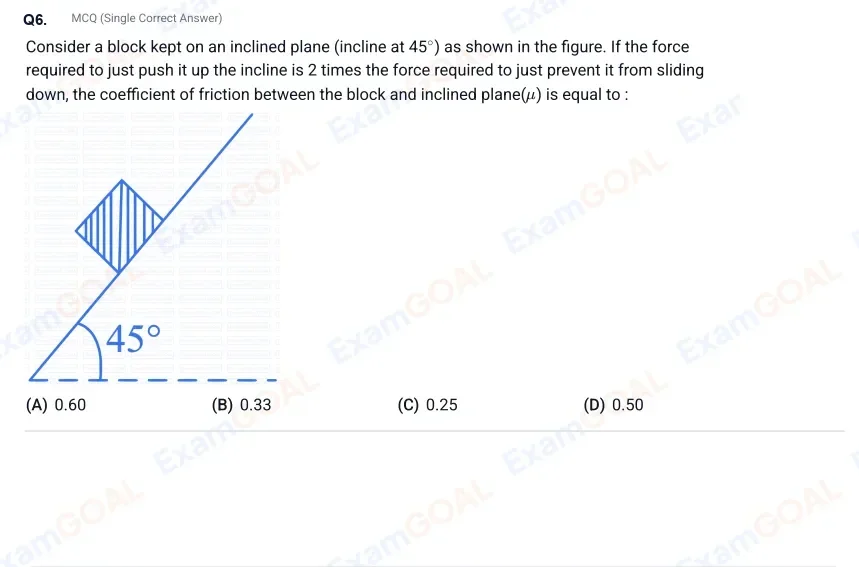 Q6. MCQ (Single Correct Answer)
Consider a block kept on an inclined plane (incline at 45°) as shown in the figure. If the force
required to just push it up the incline is 2 times the force required to just prevent it from sliding
down, the coefficient of friction between the block and inclined plane(μ) is equal to :
45°
(A) 0.60 (B) 0.33 (C) 0.25 (D) 0.50
ExamGOAL